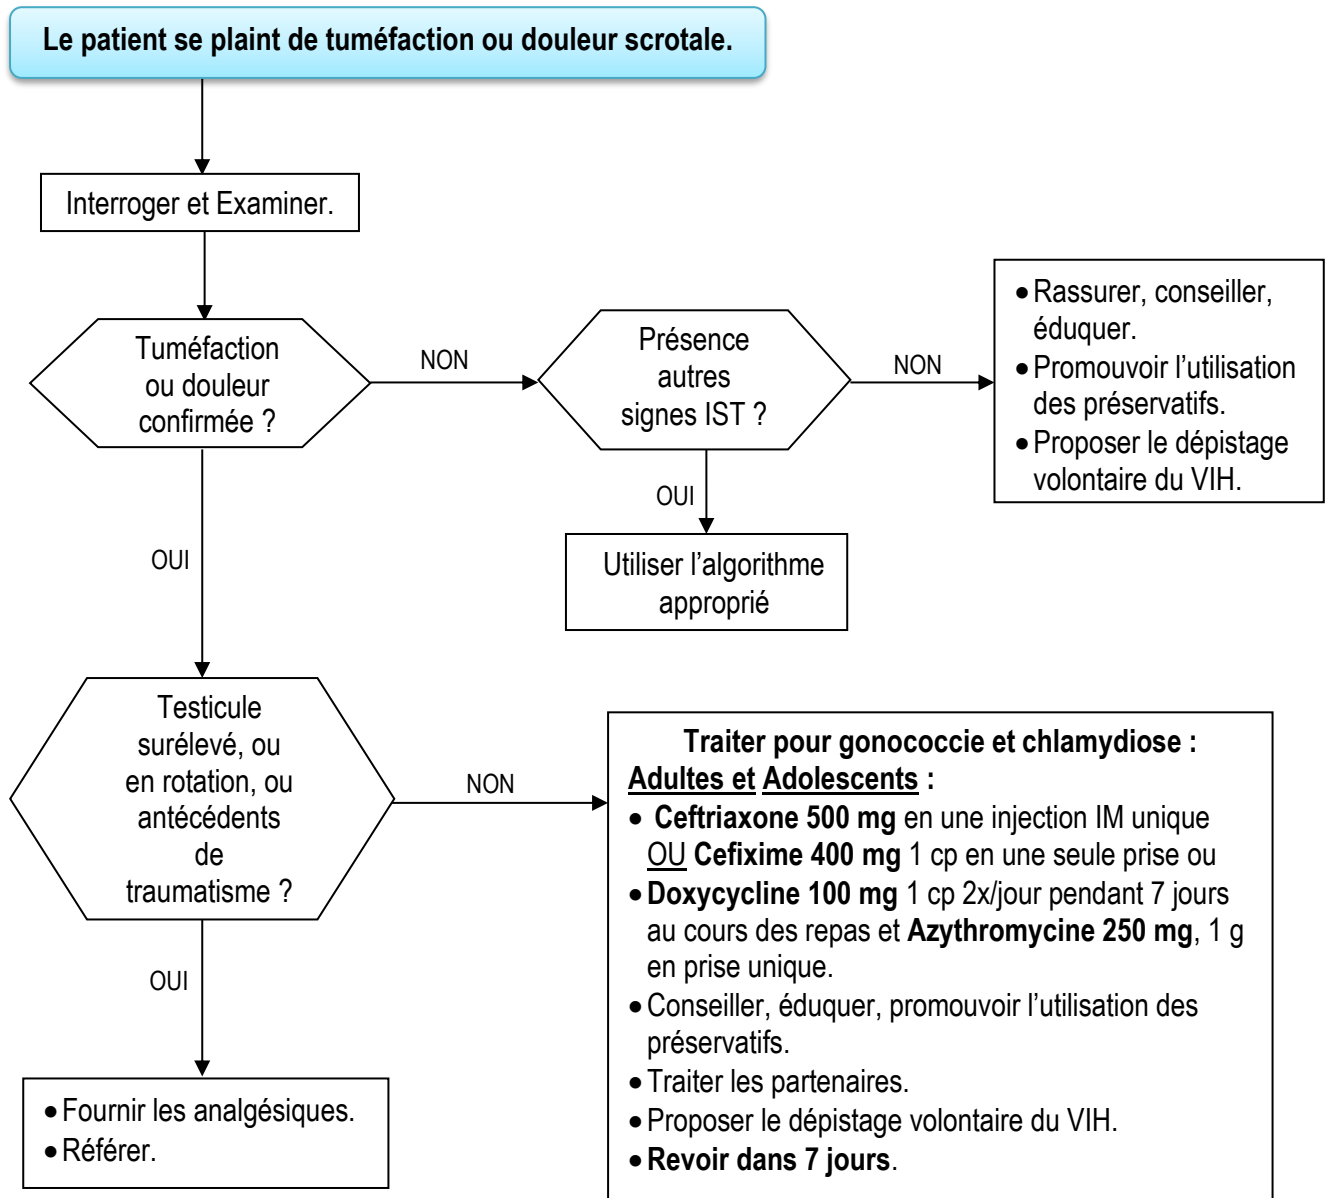 Le patient se plaint de tuméfaction ou douleur scrotale.
Interroger et Examiner.
Tuméfaction
ou douleur
confirmée ?
NON
Présence
autres
signes IST ?
NON
• Rassurer, conseiller,
éduquer.
• Promouvoir l’utilisation
des préservatifs.
• Proposer le dépistage
volontaire du VIH.
OUI
Utiliser l’algorithme
approprié
OUI
Testicule
surélevé, ou
en rotation, ou
antécédents
de
traumatisme ?
NON
Traiter pour gonococcie et chlamydiose :
Adultes et Adolescents :
• Ceftriaxone 500 mg en une injection IM unique
OU Cefixime 400 mg 1 cp en une seule prise ou
• Doxycycline 100 mg 1 cp 2x/jour pendant 7 jours
au cours des repas et Azythromycine 250 mg, 1 g
en prise unique.
• Conseiller, éduquer, promouvoir l’utilisation des
préservatifs.
• Traiter les partenaires.
• Proposer le dépistage volontaire du VIH.
• Revoir dans 7 jours.
OUI
• Fournir les analgésiques.
• Référer.